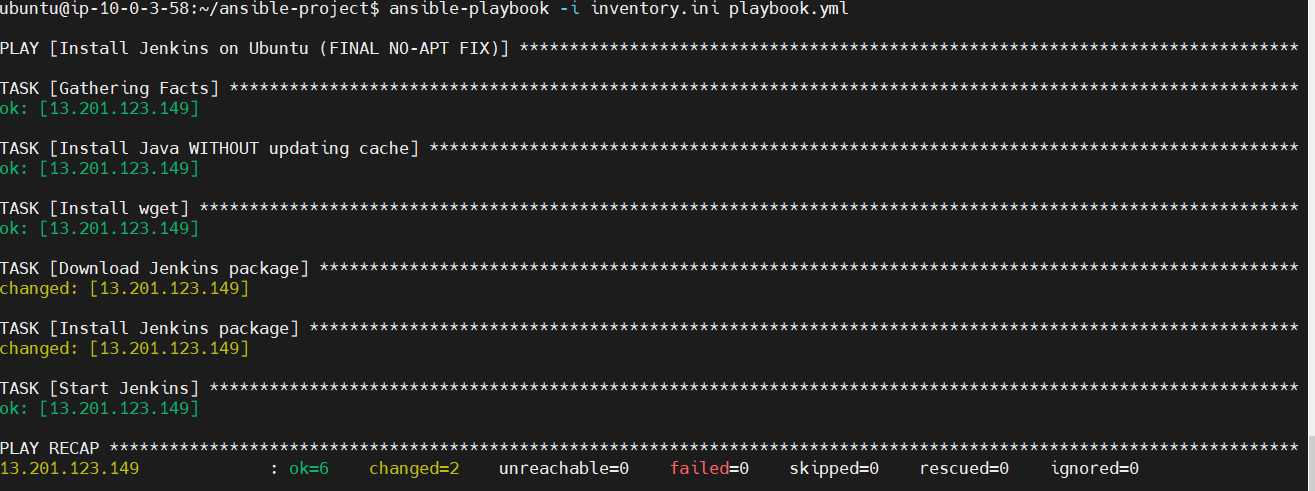 ubuntu@ip-10-0-3-58:~/ansible-project$ ansible-playbook -i inventory.ini playbook.yml
PLAY [Install Jenkins on Ubuntu (FINAL NO-APT FIX)] ******************************************************************************
TASK [Gathering Facts] ***********************************************************************************************************
ok: [13.201.123.149]
TASK [Install Java WITHOUT updating cache] ***************************************************************************************
ok: [13.201.123.149]
TASK [Install wget] **************************************************************************************************************
ok: [13.201.123.149]
TASK [Download Jenkins package] **************************************************************************************************
changed: [13.201.123.149]
TASK [Install Jenkins package] ***************************************************************************************************
changed: [13.201.123.149]
TASK [Start Jenkins] *************************************************************************************************************
ok: [13.201.123.149]
PLAY RECAP ***********************************************************************************************************************
13.201.123.149             : ok=6    changed=2    unreachable=0    failed=0    skipped=0    rescued=0    ignored=0